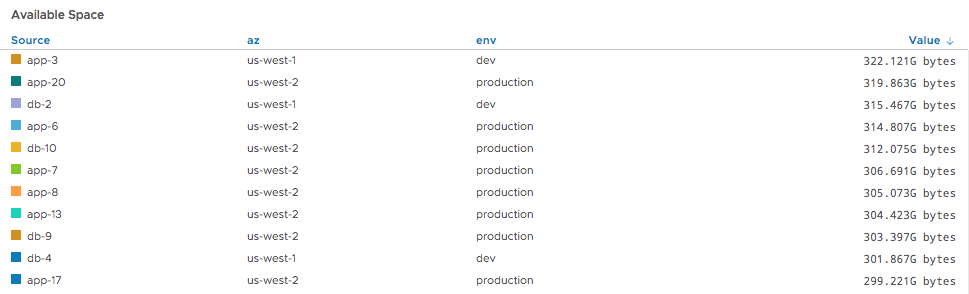 Available Space
Source az env Value ↓
app-3 us-west-1 dev 322.121G bytes
app-20 us-west-2 production 319.863G bytes
db-2 us-west-1 dev 315.467G bytes
app-6 us-west-2 production 314.807G bytes
db-10 us-west-2 production 312.075G bytes
app-7 us-west-2 production 306.691G bytes
app-8 us-west-2 production 305.073G bytes
app-13 us-west-2 production 304.423G bytes
db-9 us-west-2 production 303.397G bytes
db-4 us-west-1 dev 301.867G bytes
app-17 us-west-2 production 299.221G bytes